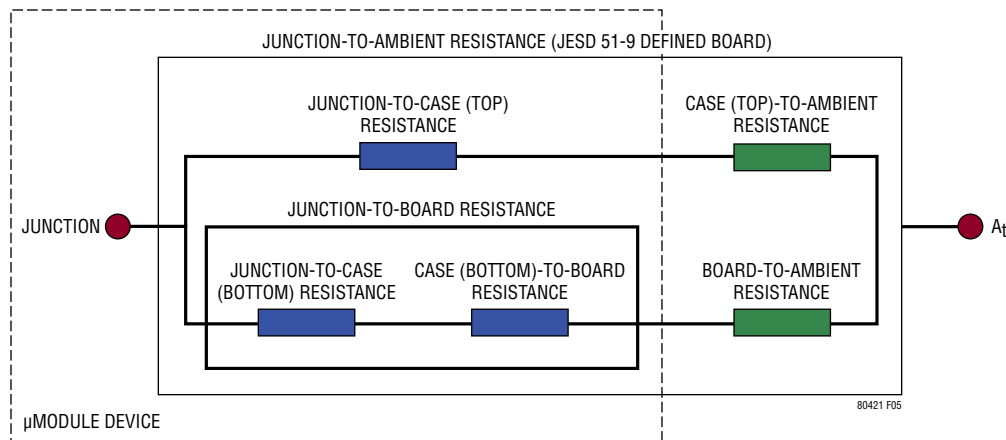 JUNCTION-TO-AMBIENT RESISTANCE (JESD 51-9 DEFINED BOARD)
JUNCTION-TO-CASE (TOP)
RESISTANCE
CASE (TOP)-TO-AMBIENT
RESISTANCE
JUNCTION
JUNCTION-TO-BOARD RESISTANCE
At
JUNCTION-TO-CASE
(BOTTOM) RESISTANCE
CASE (BOTTOM)-TO-BOARD
RESISTANCE
BOARD-TO-AMBIENT
RESISTANCE
80421 F05
µMODULE DEVICE